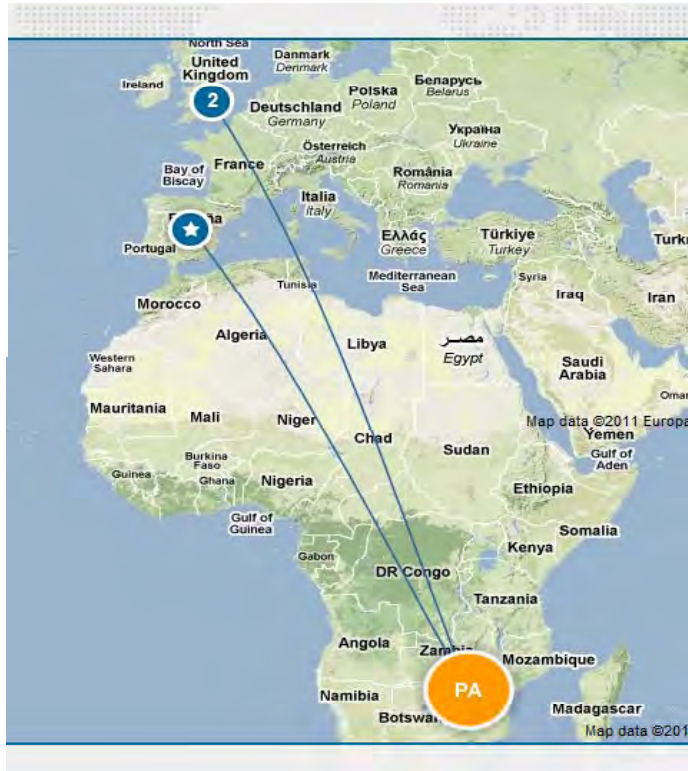 North Sea
United
Kingdom
Danmark
Denmark
Ireland
2
Polska
Poland
Беларусь
Belarus
Deutschland
Germany
Україна
Ukraine
Österreich
Austria
Bay of
Biscay
France
România
Romania
Italia
Italy
Portugal
Ελλάς
Greece
Türkiye
Turkey
Mediterranean
Sea
Syria
Tunisia
Iraq
Iran
Morocco
Algeria
Libya
مصر
Egypt
Western
Sahara
Saudi
Arabia
Mauritania
Mali
Niger
Chad
Sudan
Map data ©2011 Europa
Yemen
Gulf of
Aden
Burkina
Faso
Guinea
Ghana
Nigeria
Ethiopia
Gulf of
Guinea
Somalia
Kenya
Gabon
DR Congo
Tanzania
Angola
Zambia
Mozambique
PA
Namibia
Madagascar
Map data ©201